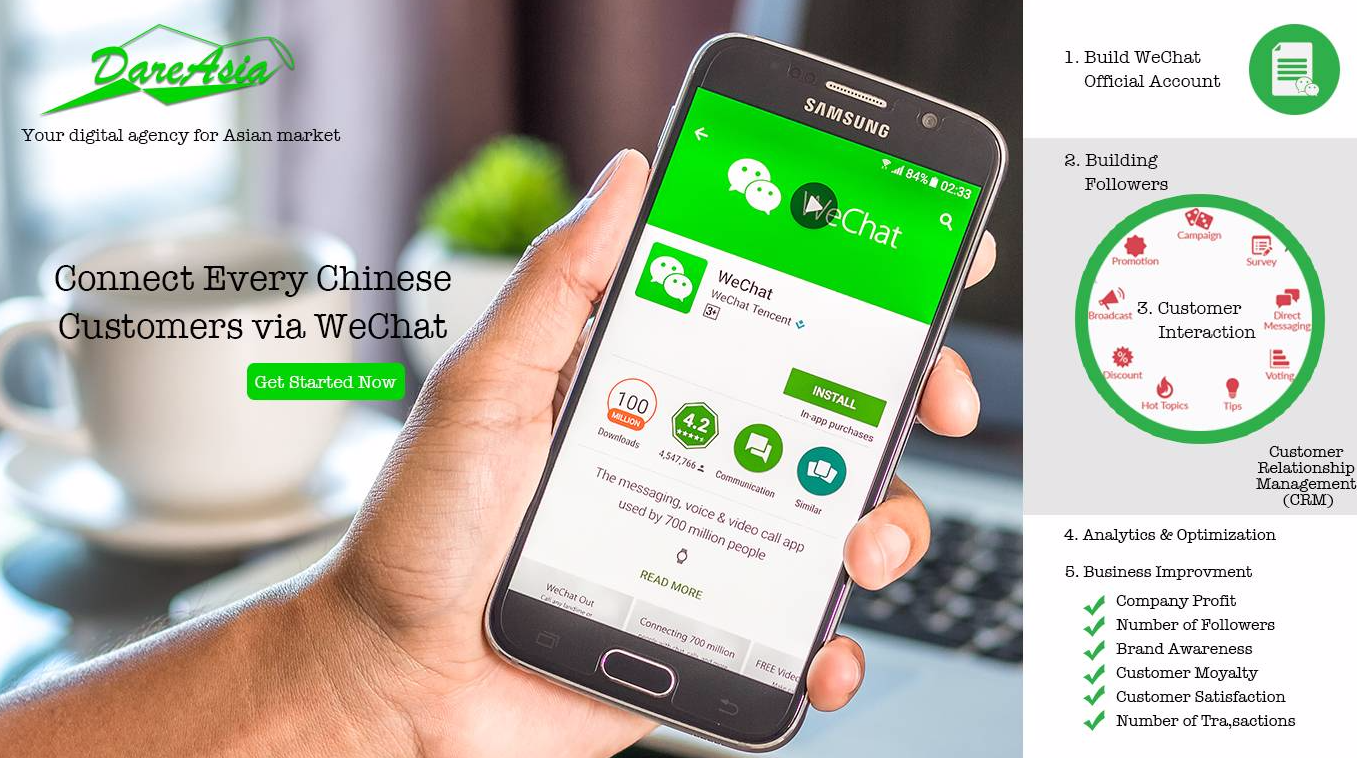 DareAsia
Your digital agency for Asian market
Connect Every Chinese
Customers via WeChat
Get Started Now
SAMSUNG
84% 02:33
WeChat
WeChat
WeChat Tencent
3+
INSTALL
In-app purchases
100
MILLION
Downloads
4.2
4,547,766
Communication
Similar
The messaging, voice & video call app
used by 700 million people
READ MORE
WeChat Out
Call any landline or
Connecting 700 million
FREE Video
1. Build WeChat
Official Account
2. Building
Followers
Campaign
Promotion
Survey
Broadcast
3. Customer
Interaction
Direct
Messaging
Discount
Voting
Hot Topics
Tips
Customer
Relationship
Management
(CRM)
4. Analytics & Optimization
5. Business Improvment
Company Profit
Number of Followers
Brand Awareness
Customer Moyalty
Customer Satisfaction
Number of Tra,sactions